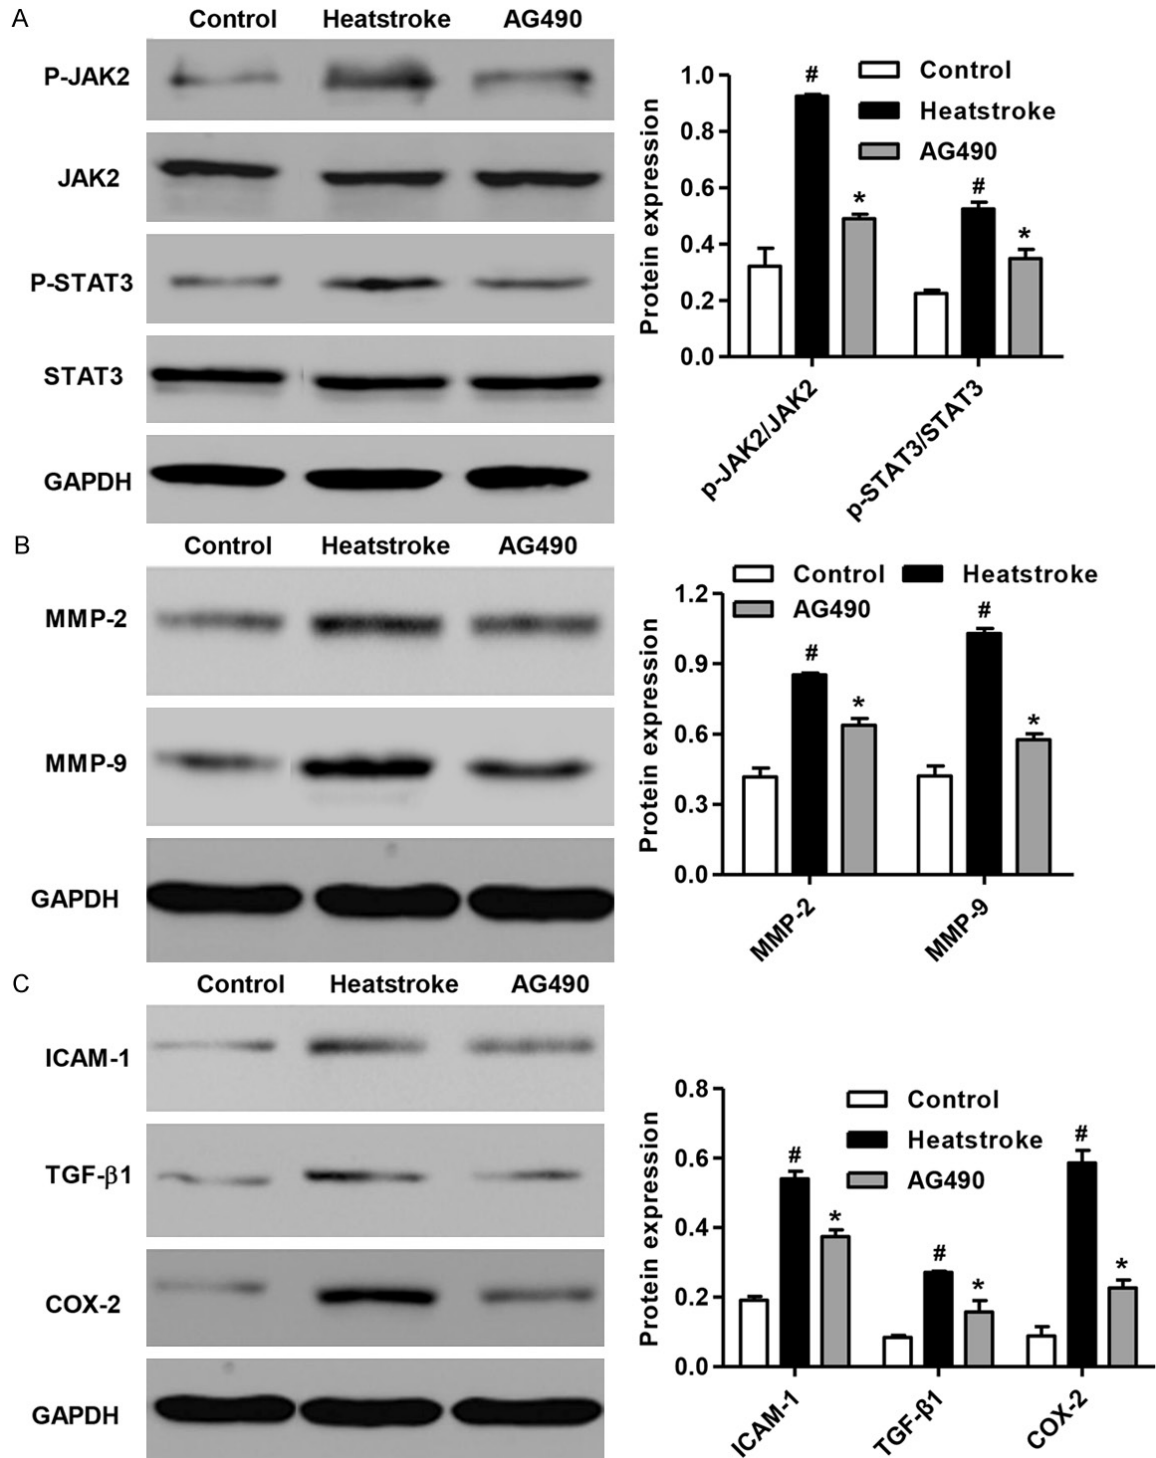 A
Control Heatstroke AG490
P-JAK2
JAK2
P-STAT3
STAT3
GAPDH
Control
Heatstroke
AG490
Protein expression
1.0
0.8
0.6
0.4
0.2
0.0
#
*
#
*
p-JAK2/JAK2
p-STAT3/STAT3
B
Control Heatstroke AG490
MMP-2
MMP-9
GAPDH
Control Heatstroke
AG490
Protein expression
1.2
0.9
0.6
0.3
0.0
#
*
#
*
MMP-2
MMP-9
C
Control Heatstroke AG490
ICAM-1
TGF-β1
COX-2
GAPDH
Control
Heatstroke
AG490
Protein expression
0.8
0.6
0.4
0.2
0.0
#
*
#
*
#
*
ICAM-1
TGF-β1
COX-2